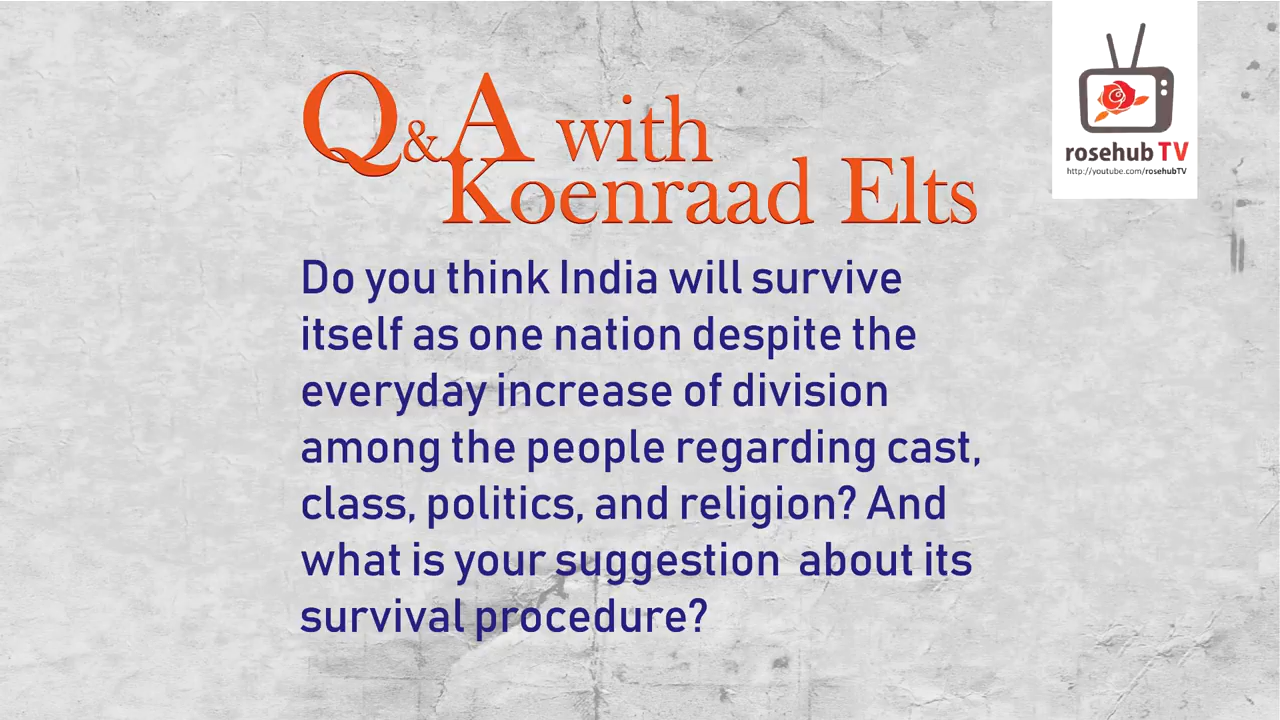 Q&A with
Koenraad Elts
rosehub TV
http://youtube.com/rosehubTV
Do you think India will survive
itself as one nation despite the
everyday increase of division
among the people regarding cast,
class, politics, and religion? And
what is your suggestion about its
survival procedure?